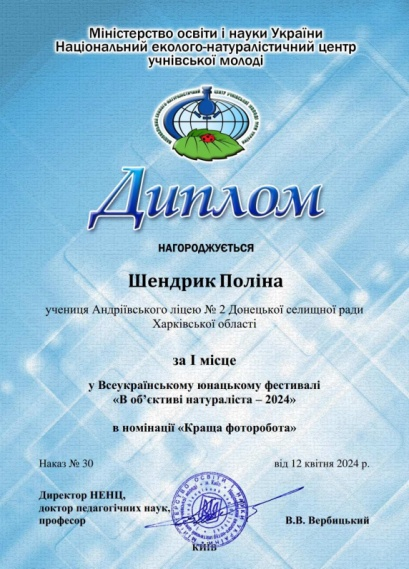 Міністерство освіти і науки України
Національний еколого-натуралістичний центр
учнівської молоді
Диплом
НАГОРОДЖУЄТЬСЯ
Шендрик Поліна
учениця Андріївського ліцею № 2 Донецької селищної ради
Харківської області
за І місце
у Всеукраїнському юнацькому фестивалі
«В об’єктиві натураліста – 2024»
в номінації «Краща фоторобота»
Наказ № 30
від 12 квітня 2024 р.
Директор НЕНЦ,
доктор педагогічних наук,
професор
В.В. Вербицький
КИЇВ